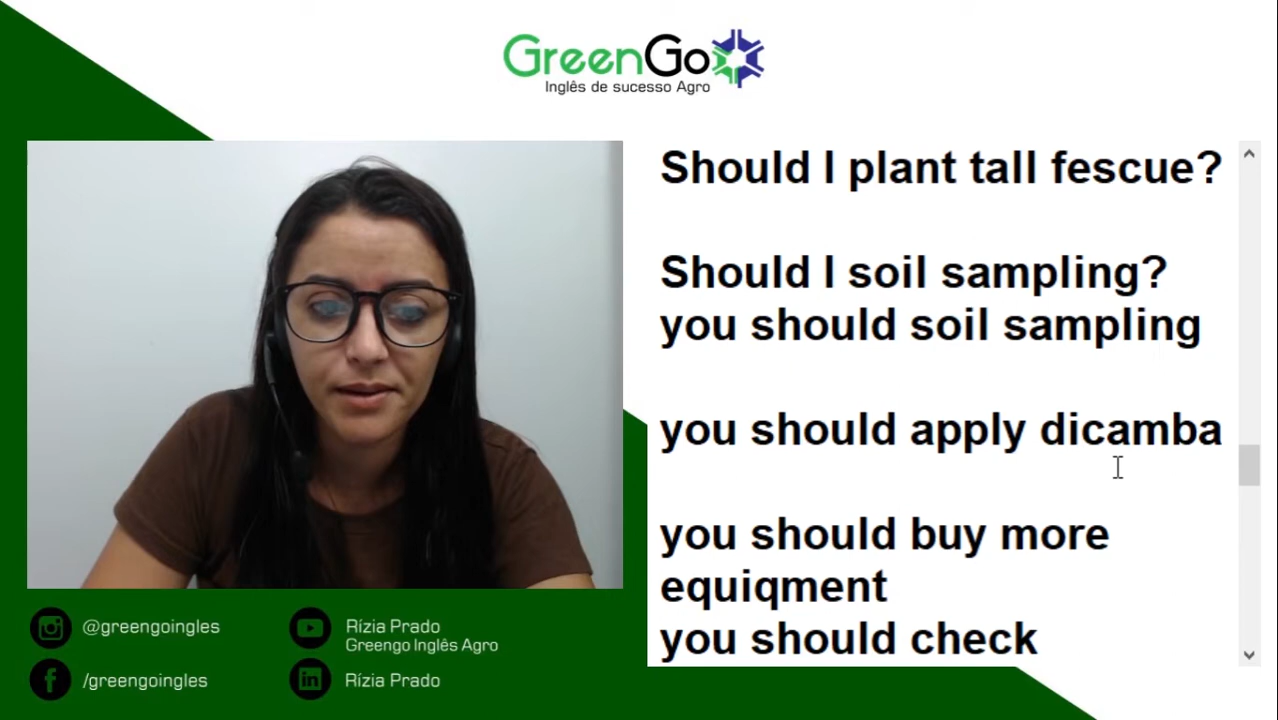 GreenGo
Inglês de sucesso Agro
Should I plant tall fescue?
Should I soil sampling?
you should soil sampling
you should apply dicamba
you should buy more
equiqment
you should check
@greengoingles
Rízia Prado
Greengo Inglês Agro
/greengoingles
Rízia Prado